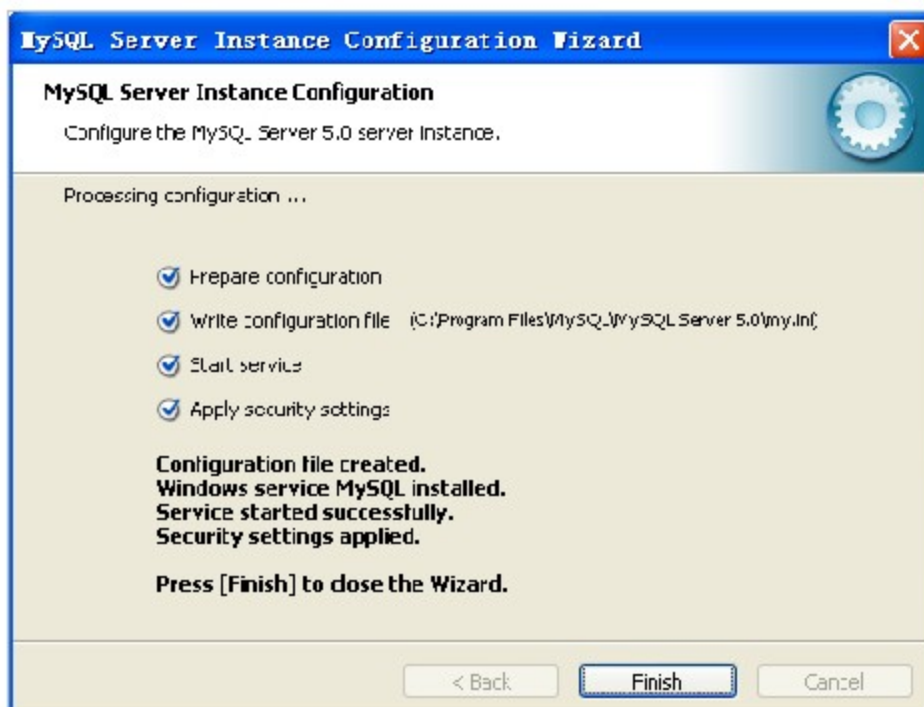 MySQL Server Instance Configuration Wizard
MySQL Server Instance Configuration
Configure the MySQL Server 5.0 server instance.
Processing configuration ...
Prepare configuration
Write configuration file (C:\Program Files\MySQL\MySQL Server 5.0\my.ini)
Start service
Apply security settings
Configuration file created.
Windows service MySQL installed.
Service started successfully.
Security settings applied.
Press [Finish] to close the Wizard.
< Back Finish Cancel